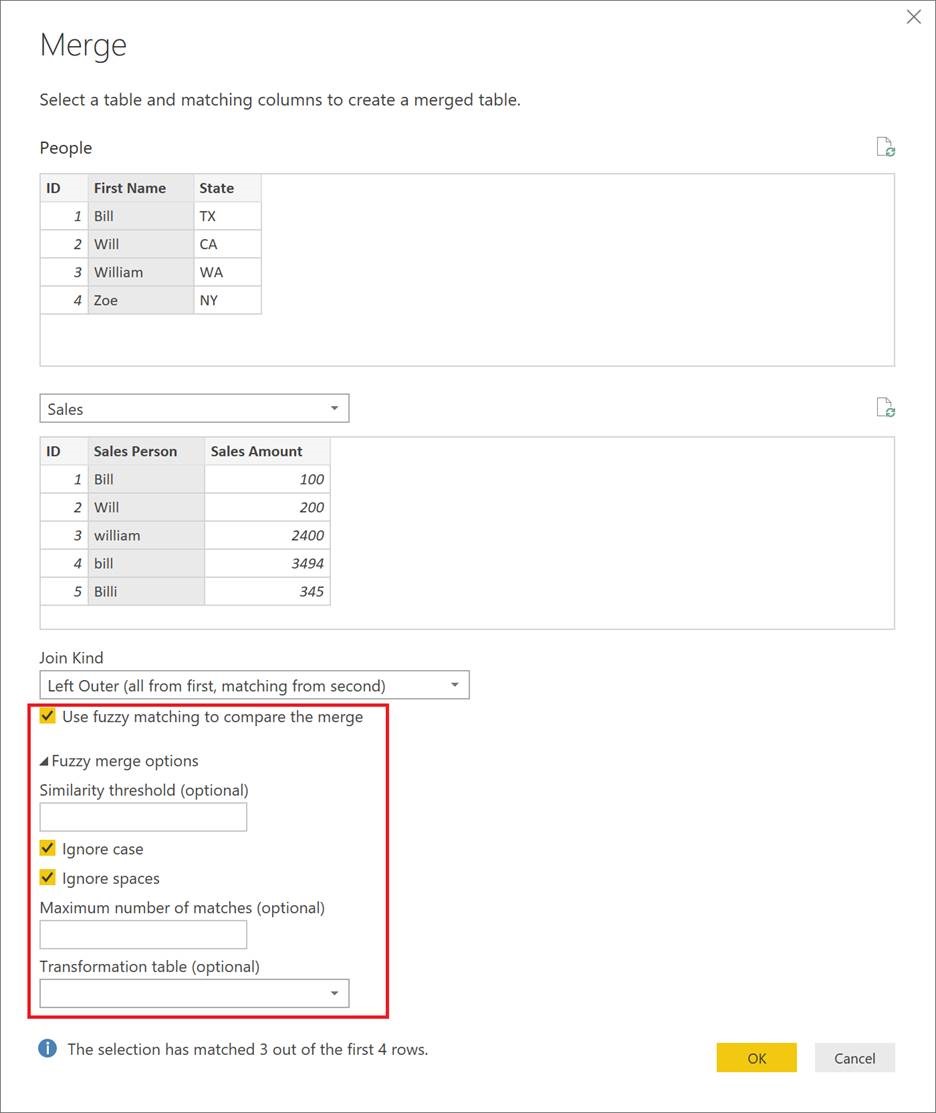 Merge
Select a table and matching columns to create a merged table.
People
ID First Name State
1 Bill TX
2 Will CA
3 William WA
4 Zoe NY
Sales
ID Sales Person Sales Amount
1 Bill 100
2 Will 200
3 william 2400
4 bill 3494
5 Billi 345
Join Kind
Left Outer (all from first, matching from second)
Use fuzzy matching to compare the merge
Fuzzy merge options
Similarity threshold (optional)
Ignore case
Ignore spaces
Maximum number of matches (optional)
Transformation table (optional)
The selection has matched 3 out of the first 4 rows.
OK Cancel